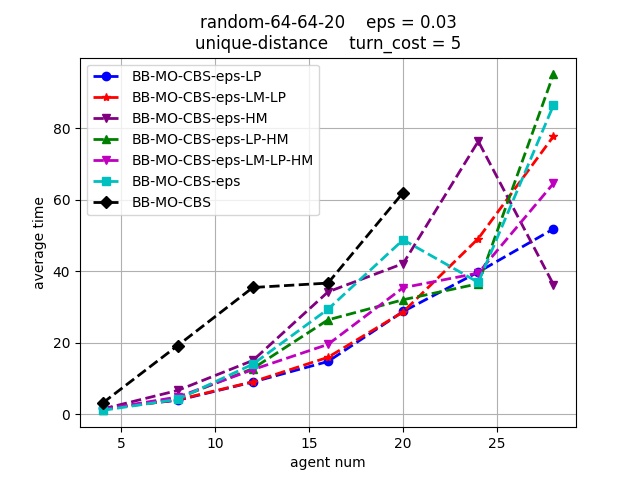 random-64-64-20    eps = 0.03
unique-distance    turn_cost = 5
BB-MO-CBS-eps-LP
BB-MO-CBS-eps-LM-LP
BB-MO-CBS-eps-HM
BB-MO-CBS-eps-LP-HM
BB-MO-CBS-eps-LM-LP-HM
BB-MO-CBS-eps
BB-MO-CBS
average time
80
60
40
20
0
5 10 15 20 25
agent num